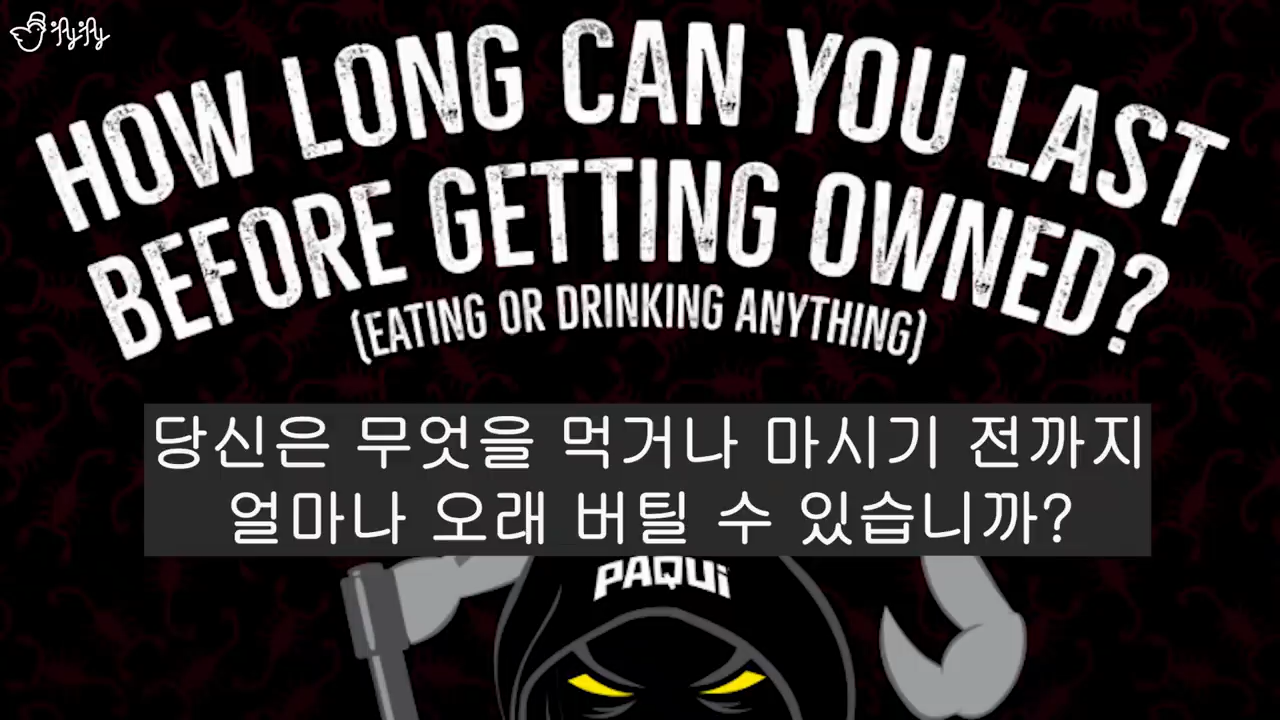 HOW LONG CAN YOU LAST
BEFORE GETTING OWNED?
(EATING OR DRINKING ANYTHING)
당신은 무엇을 먹거나 마시기 전까지
얼마나 오래 버틸 수 있습니까?
PAQUI